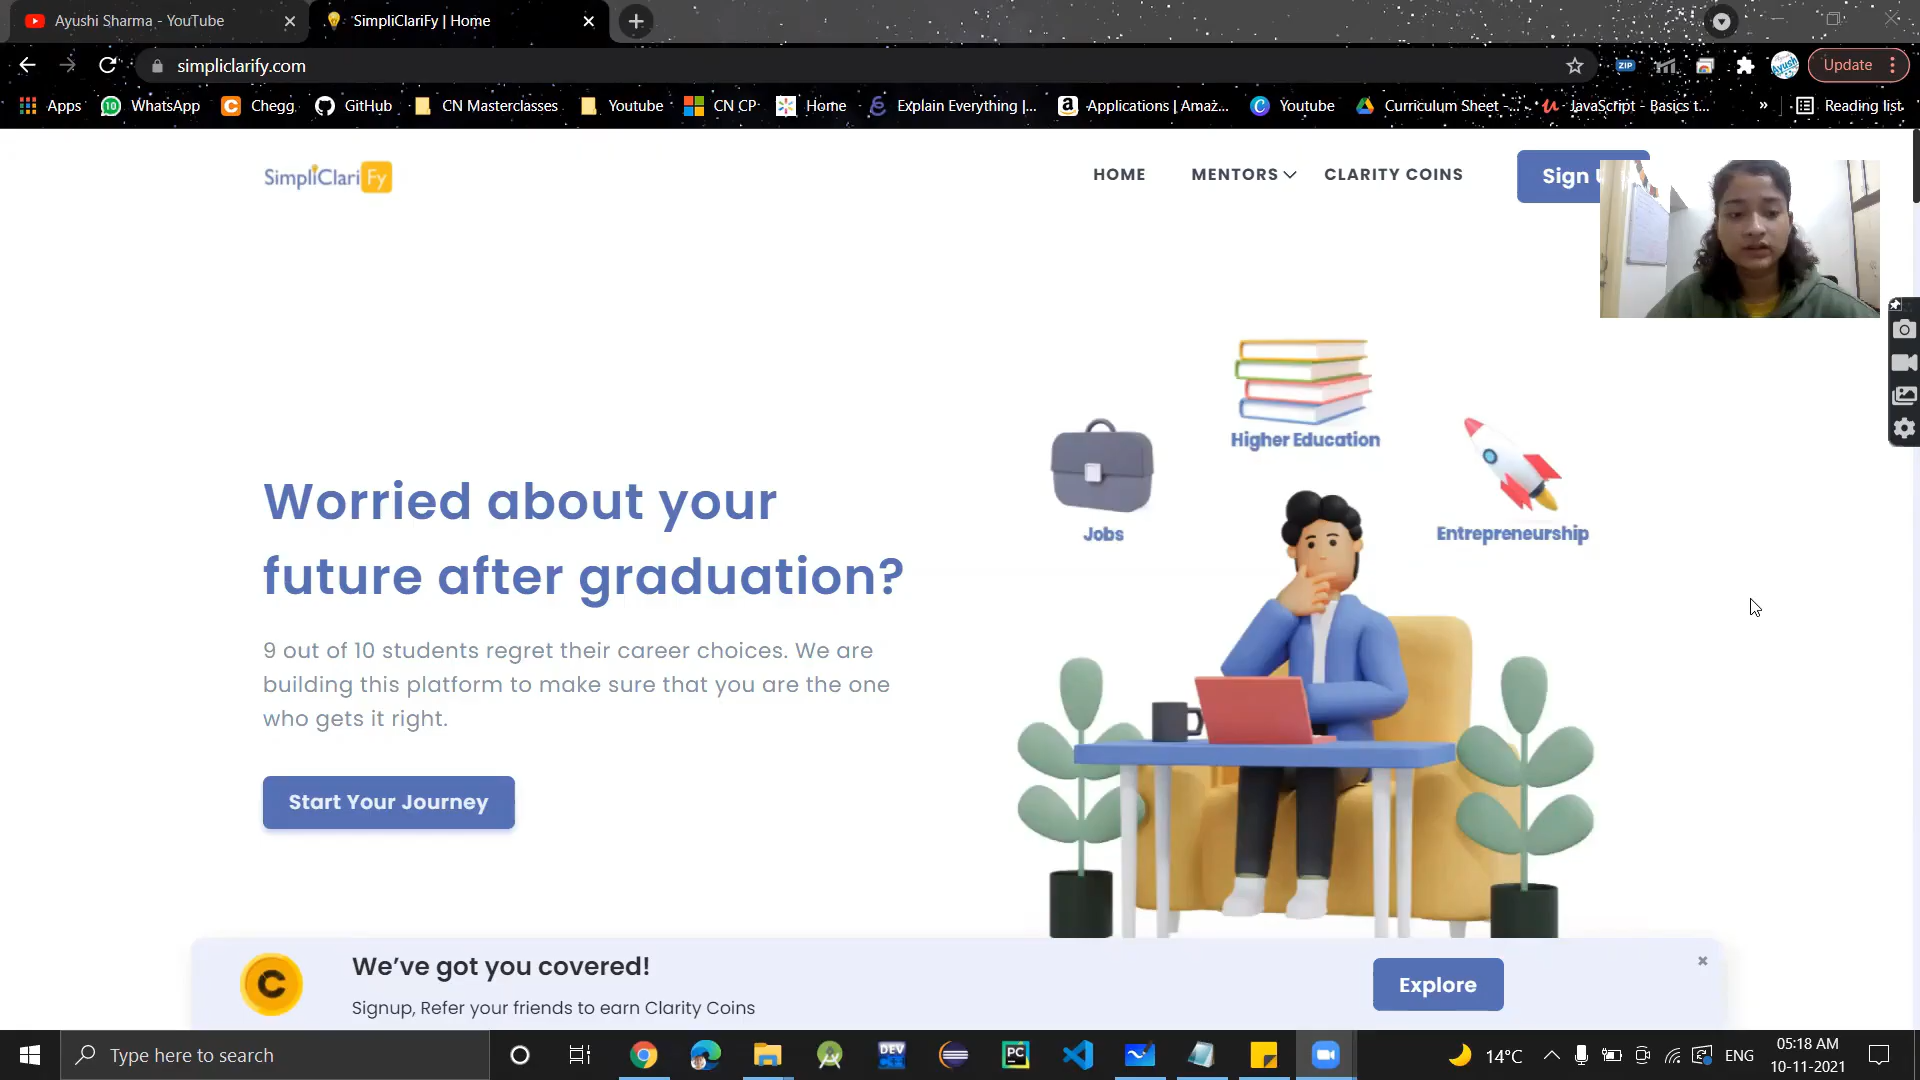 Ayushi Sharma - YouTube
SimpliClariFy | Home
simpliclarify.com
Update
Apps
WhatsApp
Chegg
GitHub
CN Masterclasses
Youtube
CN CP
Home
Explain Everything |...
Applications | Amaz...
Youtube
Curriculum Sheet -...
JavaScript - Basics t...
»
Reading list
SimpliClariFy
HOME
MENTORS
CLARITY COINS
Sign
Higher Education
Jobs
Entrepreneurship
Worried about your
future after graduation?
9 out of 10 students regret their career choices. We are
building this platform to make sure that you are the one
who gets it right.
Start Your Journey
C
We've got you covered!
Signup, Refer your friends to earn Clarity Coins
Explore
Type here to search
DEV
PC
14°C
ENG
05:18 AM
10-11-2021